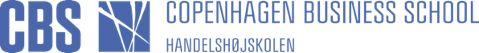 CBS
COPENHAGEN BUSINESS SCHOOL
HANDELSHØJSKOLEN